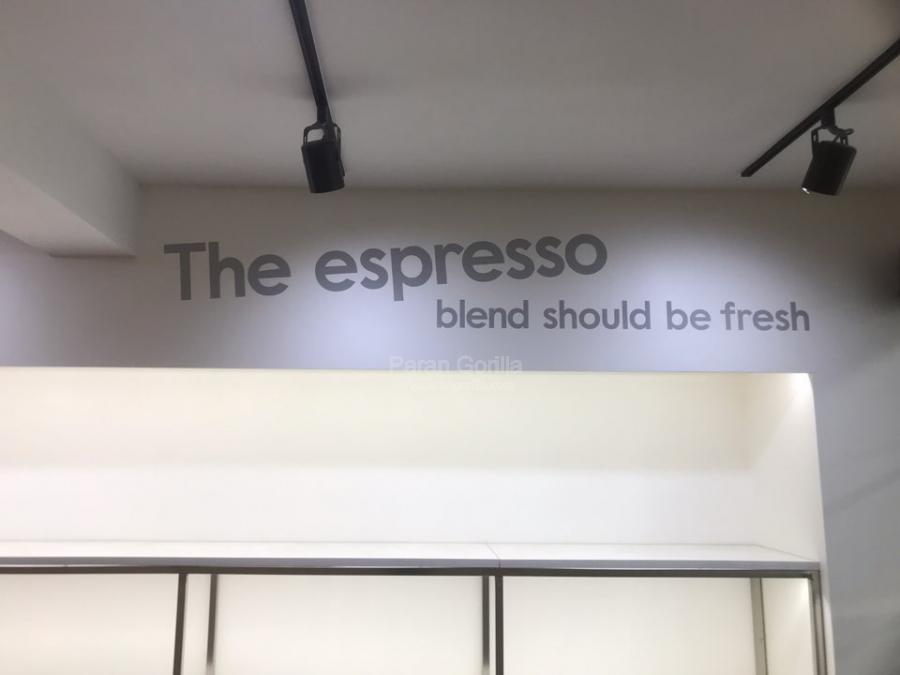 The espresso
blend should be fresh
Paran Gorilla